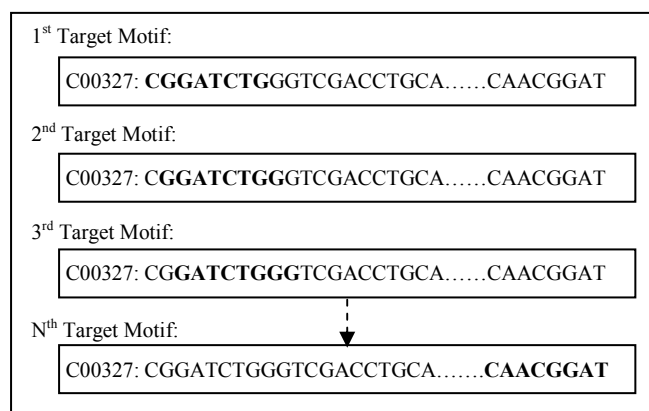 1st Target Motif:
C00327: CGGATCTGGGTCGACCTGCA……CAACGGAT
2nd Target Motif:
C00327: CGGATCTGGGTCGACCTGCA……CAACGGAT
3rd Target Motif:
C00327: CGGATCTGGGTCGACCTGCA……CAACGGAT
Nth Target Motif:
C00327: CGGATCTGGGTCGACCTGCA…….CAACGGAT